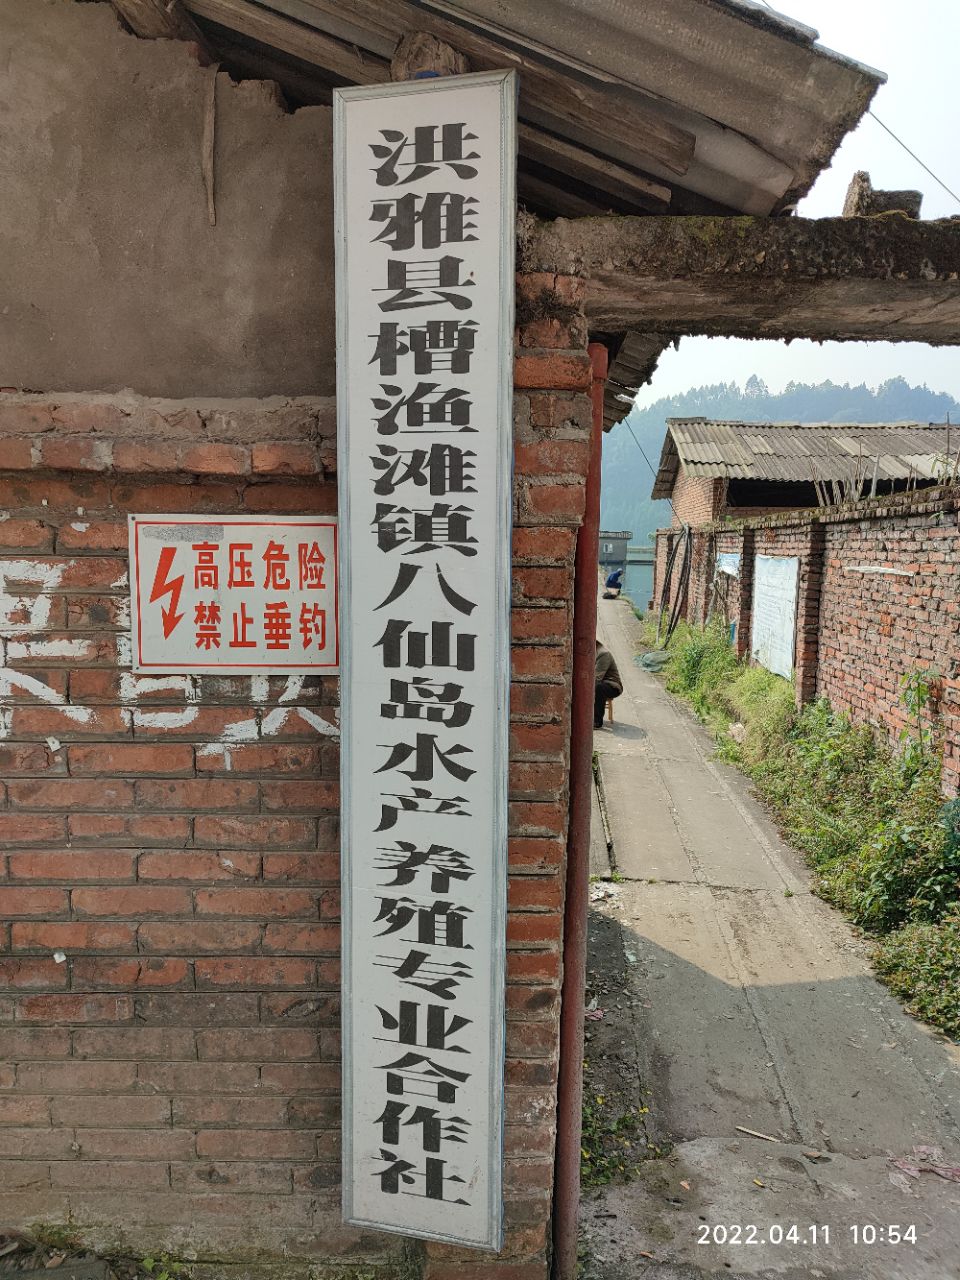 洪雅县槽渔滩镇八仙岛水产养殖专业合作社
高压危险
禁止垂钓
2022.04.11 10:54